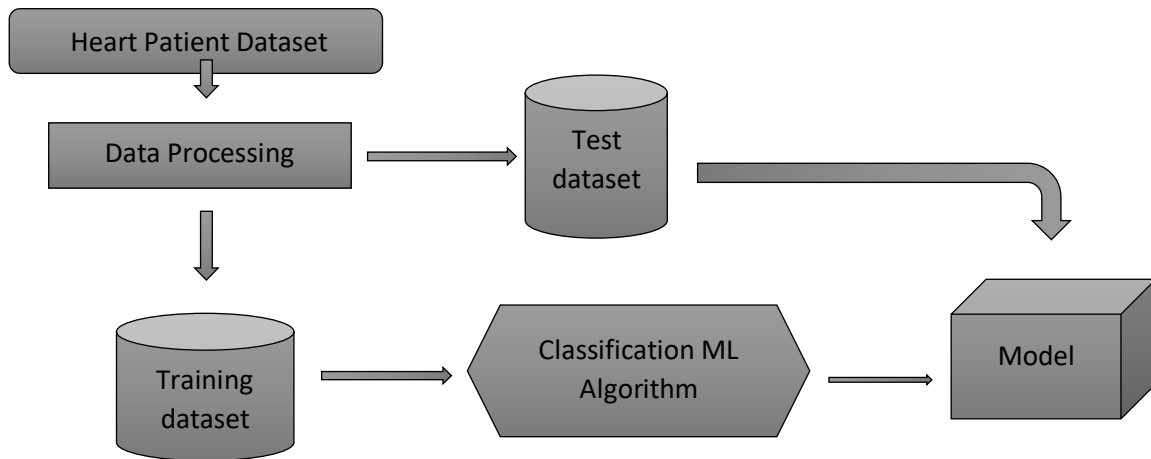 Heart Patient Dataset
Data Processing
Test
dataset
Training
dataset
Classification ML
Algorithm
Model